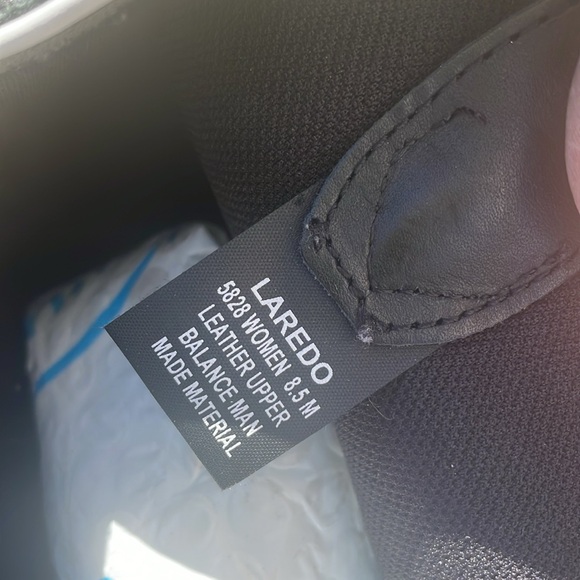 LAREDO
5828 WOMEN 8.5 M
LEATHER UPPER
BALANCE MAN
MADE MATERIAL